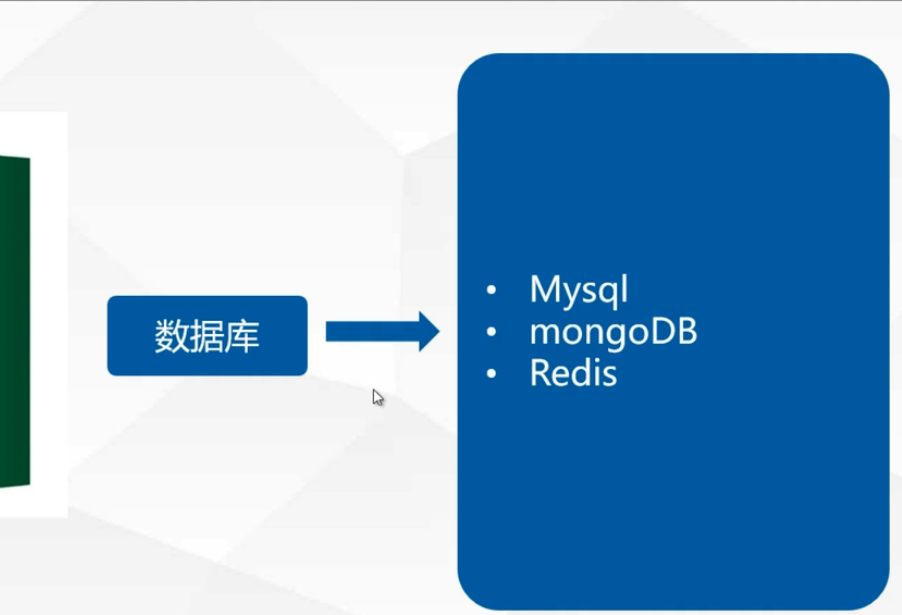 数据库
• Mysql
• mongoDB
• Redis